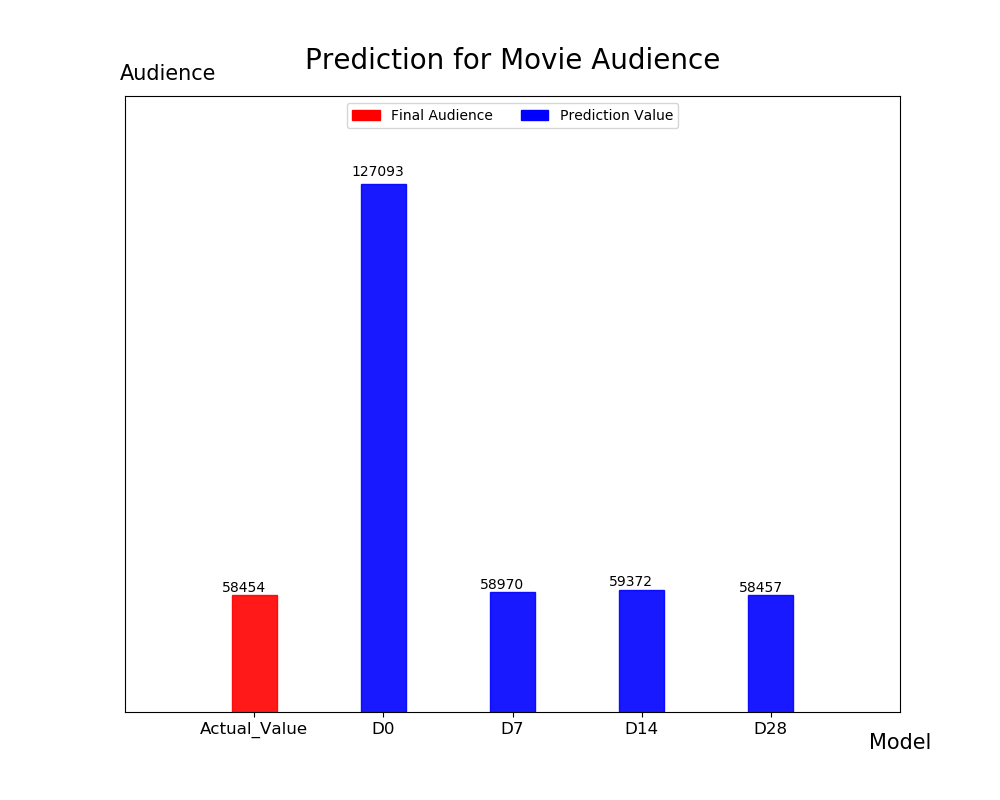 Prediction for Movie Audience
Audience
Final Audience Prediction Value
127093
58454
58970
59372
58457
Actual_Value D0 D7 D14 D28
Model